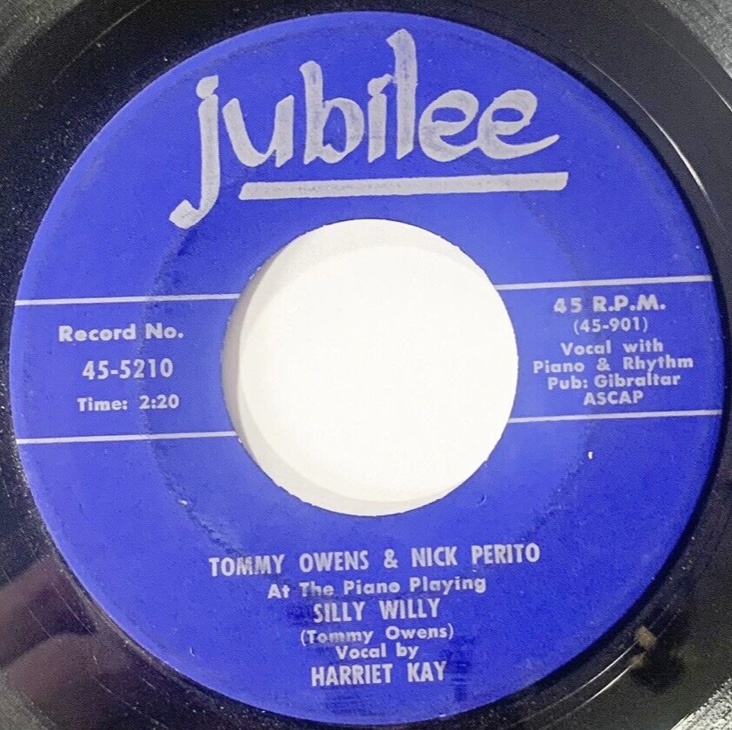 jubilee
Record No.
45-5210
Time: 2:20
45 R.P.M.
(45-901)
Vocal with
Piano & Rhythm
Pub: Gibraltar
ASCAP
TOMMY OWENS & NICK PERITO
At The Piano Playing
SILLY WILLY
(Tommy Owens)
Vocal by
HARRIET KAY